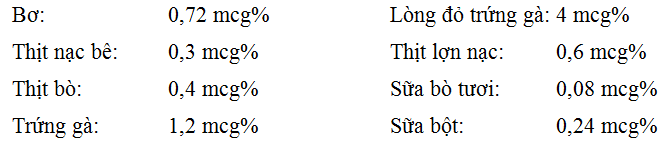 Bơ: 0,72 mcg% Lòng đỏ trứng gà: 4 mcg%
Thịt nạc bê: 0,3 mcg% Thịt lợn nạc: 0,6 mcg%
Thịt bò: 0,4 mcg% Sữa bò tươi: 0,08 mcg%
Trứng gà: 1,2 mcg% Sữa bột: 0,24 mcg%